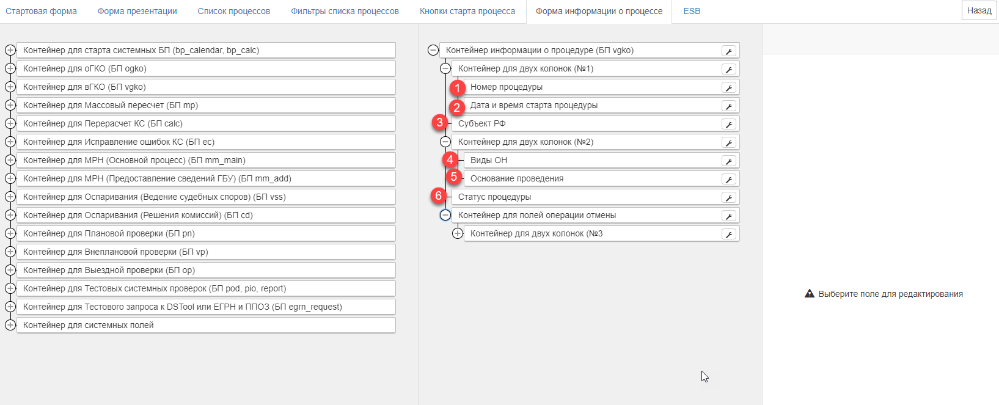 Стартовая форма
Форма презентации
Список процессов
Фильтры списка процессов
Кнопки старта процесса
Форма информации о процессе
ESB
Назад
Контейнер для старта системных БП (bp_calendar, bp_calc)
Контейнер для оГКО (БП ogko)
Контейнер для вГКО (БП vgko)
Контейнер для Массовый пересчет (БП mp)
Контейнер для Перерасчет КС (БП calc)
Контейнер для Исправление ошибок КС (БП ec)
Контейнер для МРН (Основной процесс) (БП mm_main)
Контейнер для МРН (Предоставление сведений ГБУ) (БП mm_add)
Контейнер для Оспаривания (Ведение судебных споров) (БП vss)
Контейнер для Оспаривания (Решения комиссий) (БП cd)
Контейнер для Плановой проверки (БП pn)
Контейнер для Внеплановой проверки (БП vp)
Контейнер для Выездной проверки (БП op)
Контейнер для Тестовых системных проверок (БП pod, pio, report)
Контейнер для Тестового запроса к DSTool или ЕГРН и ППОЗ (БП egrn_request)
Контейнер для системных полей
Контейнер информации о процедуре (БП vgko)
Контейнер для двух колонок (№1)
1 Номер процедуры
2 Дата и время старта процедуры
3 Субъект РФ
Контейнер для двух колонок (№2)
4 Виды ОН
5 Основание проведения
6 Статус процедуры
Контейнер для полей операции отмены
Контейнер для двух колонок (№3
Выберите поле для редактирования